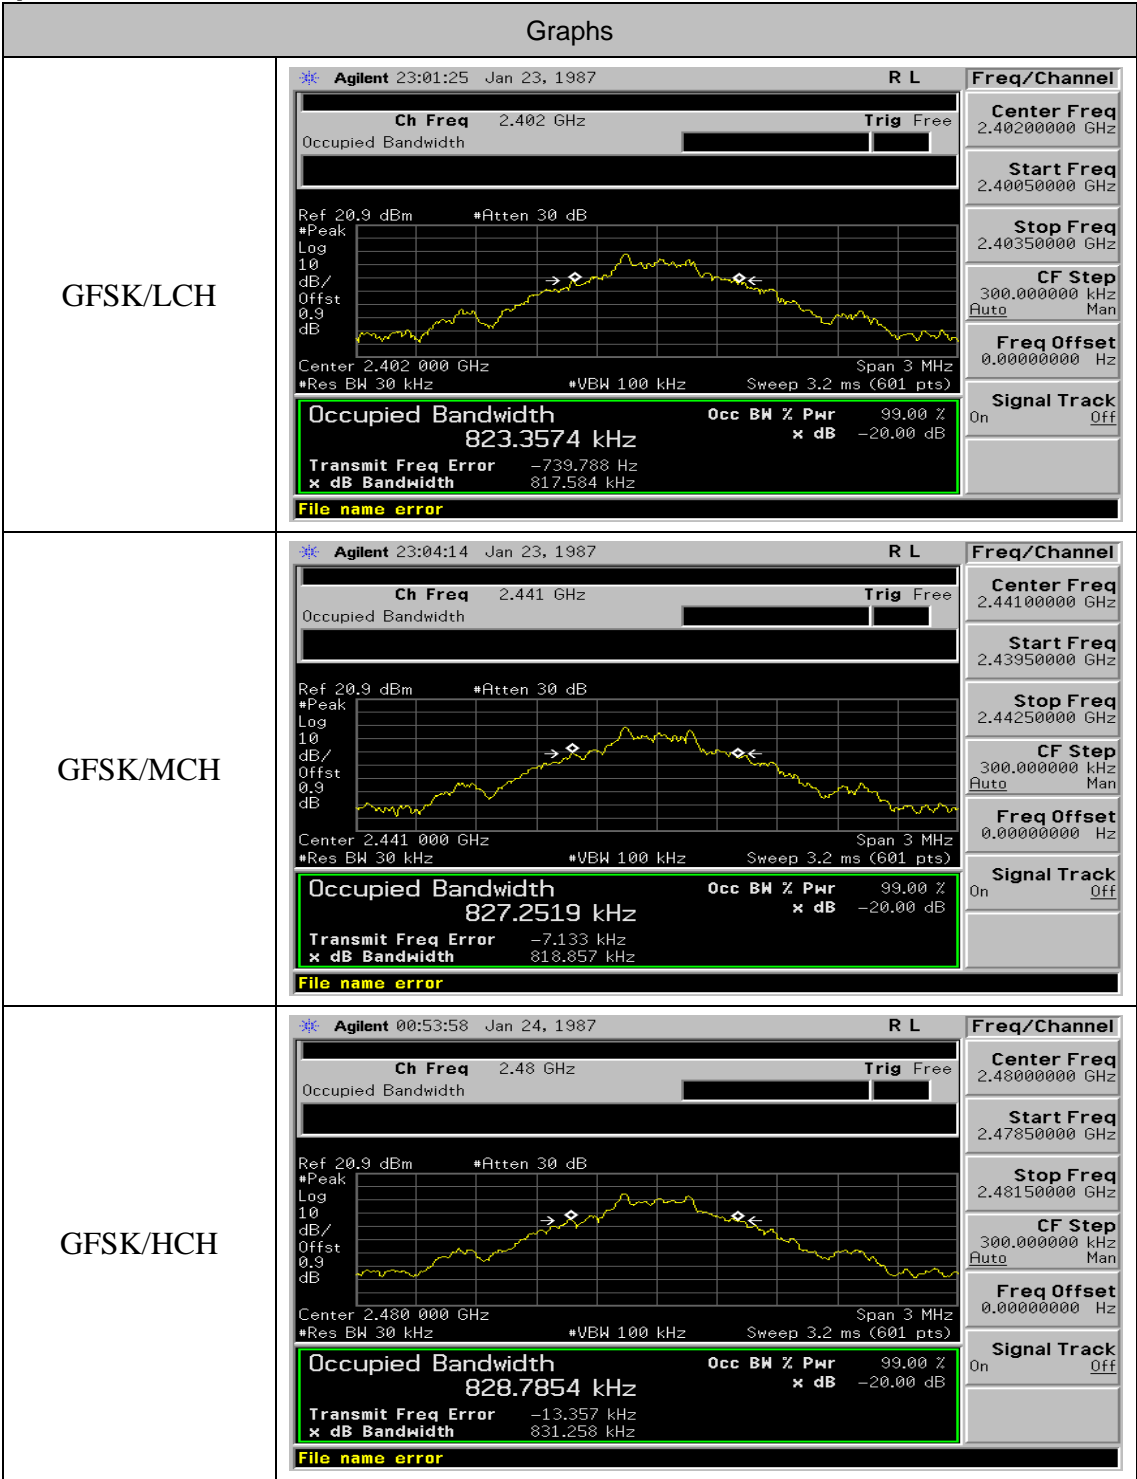 Graphs
GFSK/LCH
Agilent 23:01:25 Jan 23, 1987 R L Freq/Channel
Ch Freq 2.402 GHz Trig Free
Occupied Bandwidth
Center Freq
2.40200000 GHz
Start Freq
2.40050000 GHz
Stop Freq
2.40350000 GHz
CF Step
300.000000 kHz
Auto Man
Freq Offset
0.00000000 Hz
Signal Track
On Off
Ref 20.9 dBm #Atten 30 dB
#Peak
Log
10
dB/
Offst
0.9
dB
Center 2.402 000 GHz Span 3 MHz
#Res BW 30 kHz #VBW 100 kHz Sweep 3.2 ms (601 pts)
Occupied Bandwidth Occ BW % Pwr 99.00 %
823.3574 kHz x dB -20.00 dB
Transmit Freq Error -739.788 Hz
x dB Bandwidth 817.584 kHz
File name error
GFSK/MCH
Agilent 23:04:14 Jan 23, 1987 R L Freq/Channel
Ch Freq 2.441 GHz Trig Free
Occupied Bandwidth
Center Freq
2.44100000 GHz
Start Freq
2.43950000 GHz
Stop Freq
2.44250000 GHz
CF Step
300.000000 kHz
Auto Man
Freq Offset
0.00000000 Hz
Signal Track
On Off
Ref 20.9 dBm #Atten 30 dB
#Peak
Log
10
dB/
Offst
0.9
dB
Center 2.441 000 GHz Span 3 MHz
#Res BW 30 kHz #VBW 100 kHz Sweep 3.2 ms (601 pts)
Occupied Bandwidth Occ BW % Pwr 99.00 %
827.2519 kHz x dB -20.00 dB
Transmit Freq Error -7.133 kHz
x dB Bandwidth 818.857 kHz
File name error
GFSK/HCH
Agilent 00:53:58 Jan 24, 1987 R L Freq/Channel
Ch Freq 2.48 GHz Trig Free
Occupied Bandwidth
Center Freq
2.48000000 GHz
Start Freq
2.47850000 GHz
Stop Freq
2.48150000 GHz
CF Step
300.000000 kHz
Auto Man
Freq Offset
0.00000000 Hz
Signal Track
On Off
Ref 20.9 dBm #Atten 30 dB
#Peak
Log
10
dB/
Offst
0.9
dB
Center 2.480 000 GHz Span 3 MHz
#Res BW 30 kHz #VBW 100 kHz Sweep 3.2 ms (601 pts)
Occupied Bandwidth Occ BW % Pwr 99.00 %
828.7854 kHz x dB -20.00 dB
Transmit Freq Error -13.357 kHz
x dB Bandwidth 831.258 kHz
File name error